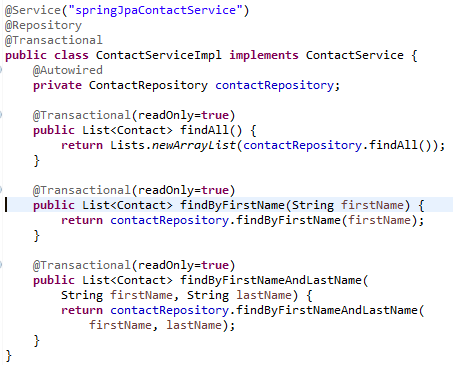 @Service("springJpaContactService")
@Repository
@Transactional
public class ContactServiceImpl implements ContactService {
    @Autowired
    private ContactRepository contactRepository;

    @Transactional(readOnly=true)
    public List<Contact> findAll() {
        return Lists.newArrayList(contactRepository.findAll());
    }

    @Transactional(readOnly=true)
    public List<Contact> findByFirstName(String firstName) {
        return contactRepository.findByFirstName(firstName);
    }

    @Transactional(readOnly=true)
    public List<Contact> findByFirstNameAndLastName(
        String firstName, String lastName) {
        return contactRepository.findByFirstNameAndLastName(
            firstName, lastName);
    }
}